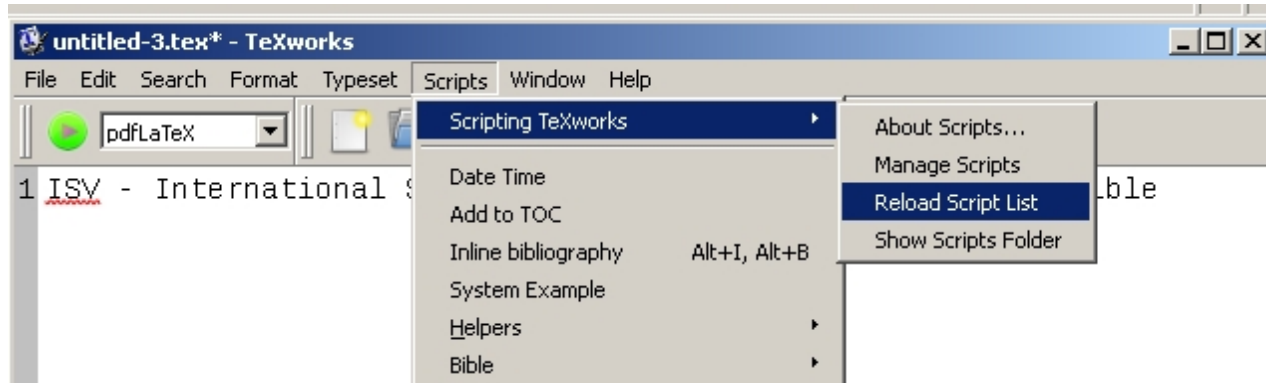 untitled-3.tex* - TeXworks
File Edit Search Format Typeset Scripts Window Help
pdfLaTeX
Scripting TeXworks
About Scripts...
Manage Scripts
Reload Script List
Show Scripts Folder
Date Time
Add to TOC
Inline bibliography Alt+I, Alt+B
System Example
Helpers
Bible
1 ISV - International